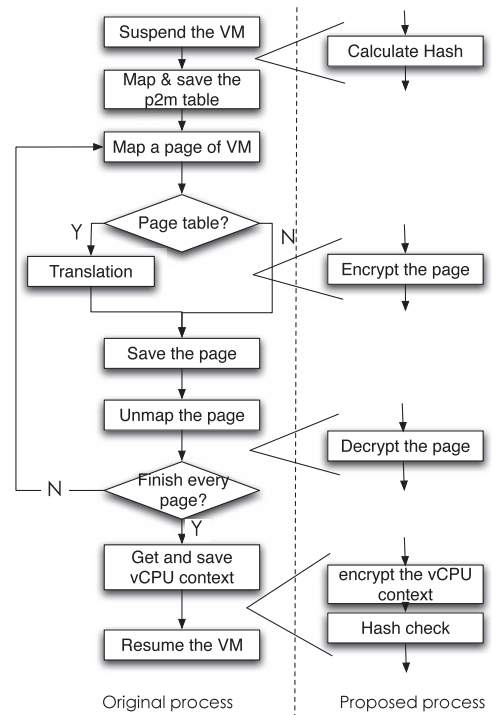 Suspend the VM
Calculate Hash
Map & save the
p2m table
Map a page of VM
Page table?
Y
N
Translation
Encrypt the page
Save the page
Unmap the page
Decrypt the page
Finish every
page?
N
Y
Get and save
vCPU context
encrypt the vCPU
context
Hash check
Resume the VM
Original process
Proposed process